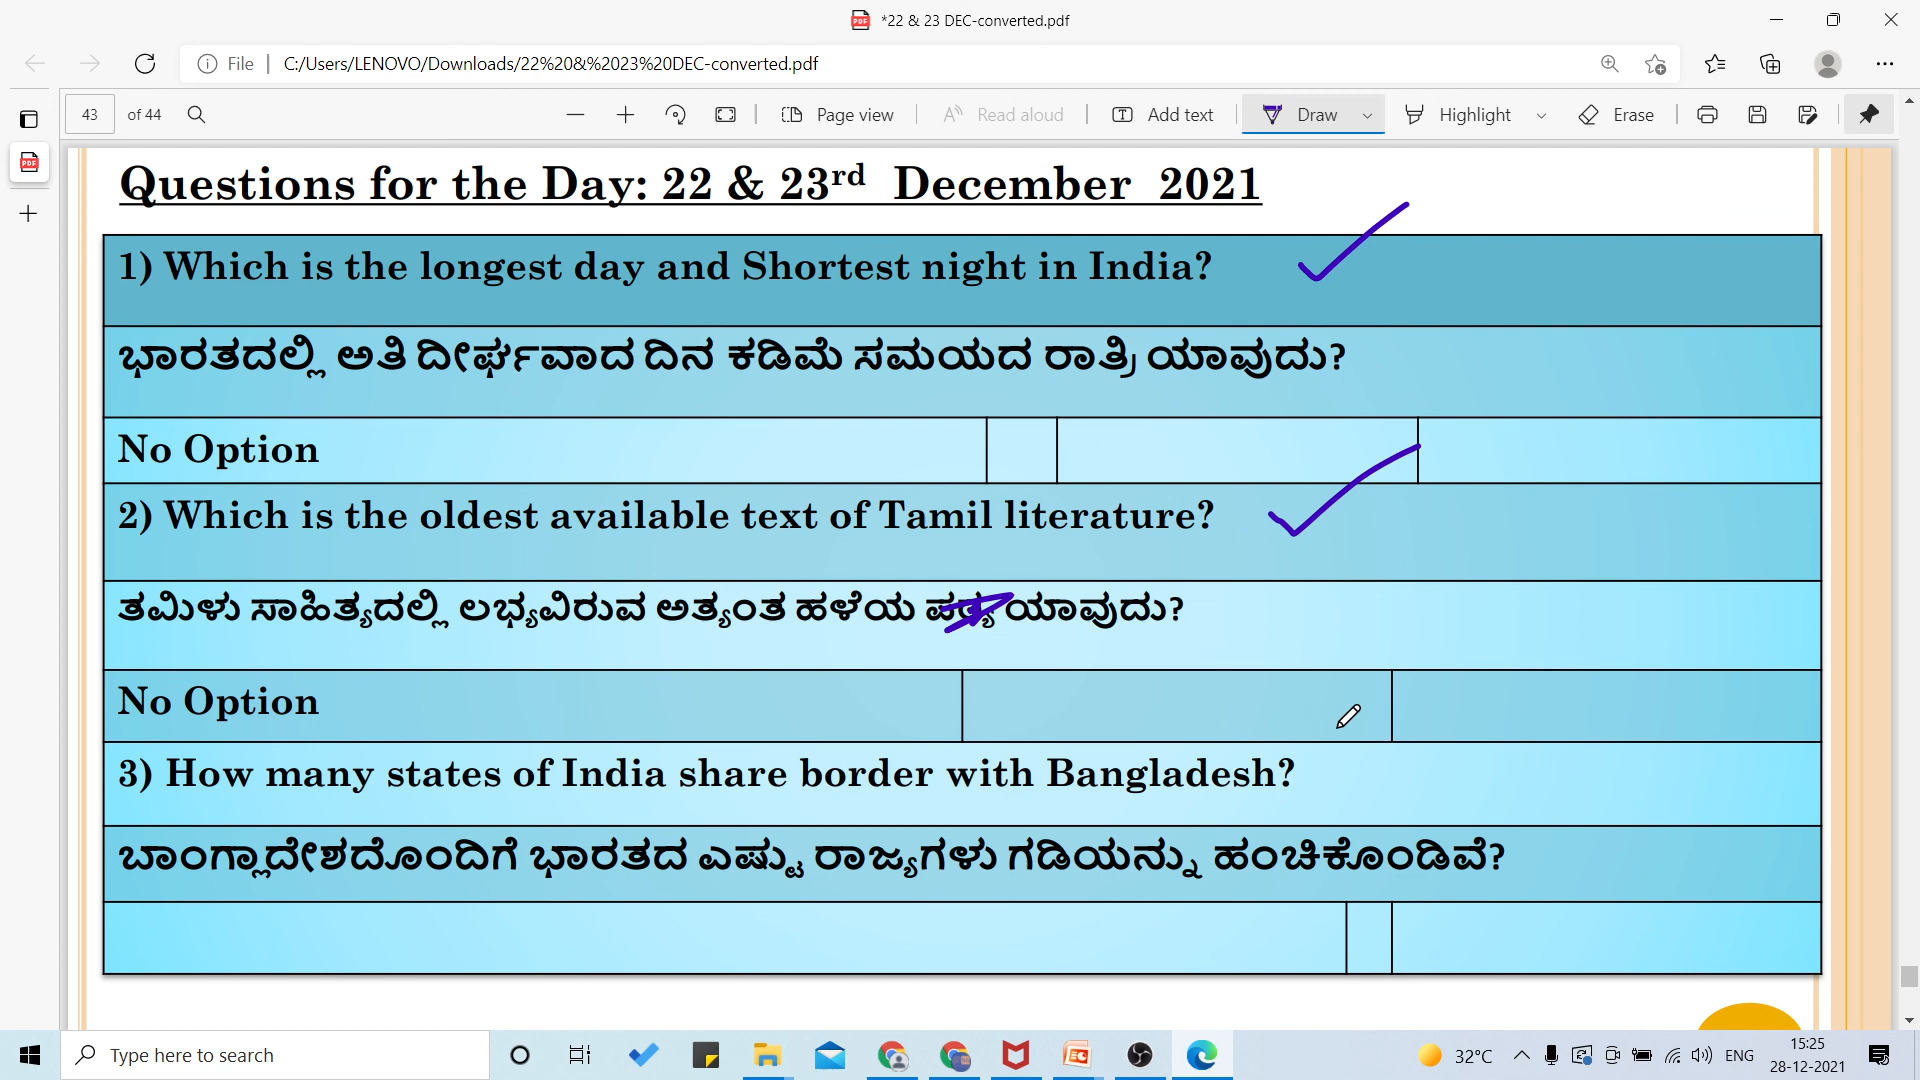 *22 & 23 DEC-converted.pdf
File
C:/Users/LENOVO/Downloads/22%20&%2023%20DEC-converted.pdf
43 of 44
Page view
Read aloud
Add text
Draw
Highlight
Erase
Questions for the Day: 22 & 23rd December 2021
1) Which is the longest day and Shortest night in India?
ಭಾರತದಲ್ಲಿ ಅತಿ ದೀರ್ಘವಾದ ದಿನ ಕಡಿಮೆ ಸಮಯದ ರಾತ್ರಿ ಯಾವುದು?
No Option
2) Which is the oldest available text of Tamil literature?
ತಮಿಳು ಸಾಹಿತ್ಯದಲ್ಲಿ ಲಭ್ಯವಿರುವ ಅತ್ಯಂತ ಹಳೆಯ ಪಠ್ಯ ಯಾವುದು?
No Option
3) How many states of India share border with Bangladesh?
ಬಾಂಗ್ಲಾದೇಶದೊಂದಿಗೆ ಭಾರತದ ಎಷ್ಟು ರಾಜ್ಯಗಳು ಗಡಿಯನ್ನು ಹಂಚಿಕೊಂಡಿವೆ?
Type here to search
32°C
ENG
15:25
28-12-2021